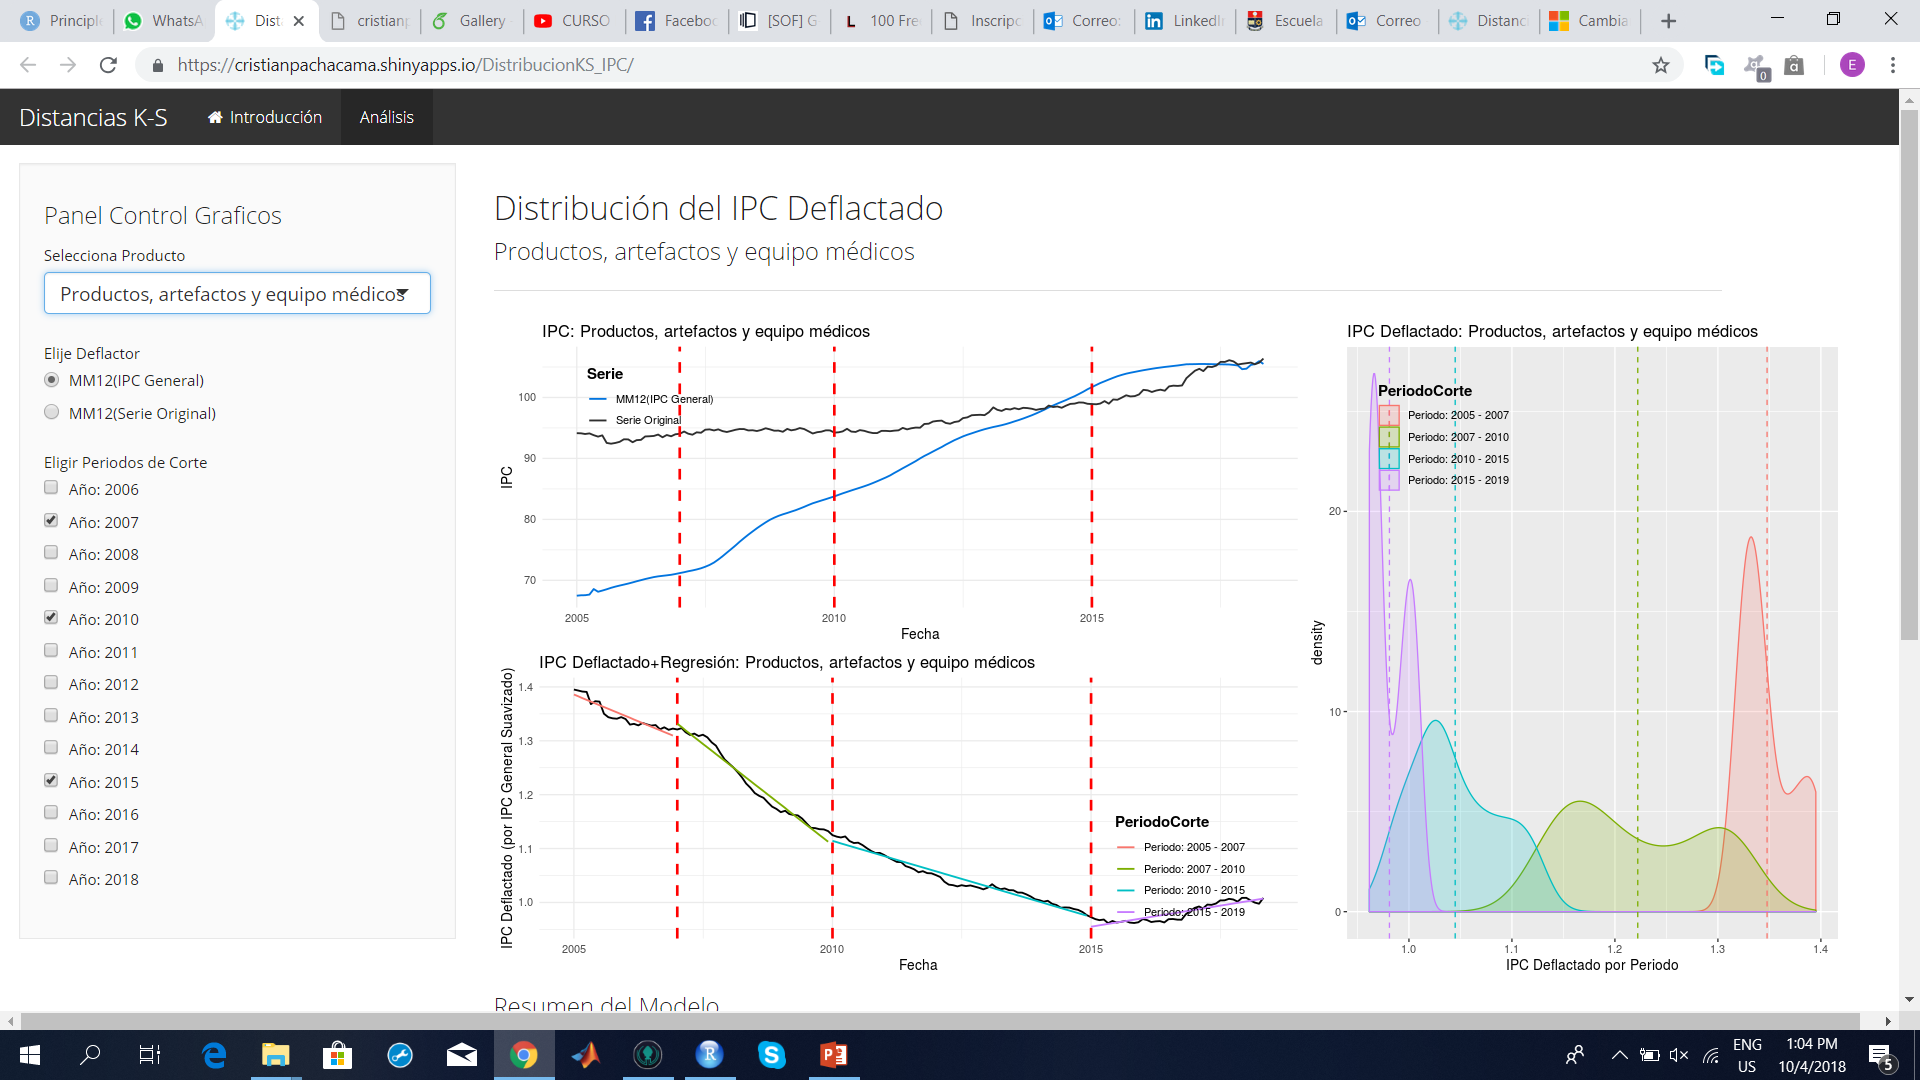 Principle
WhatsA
Dist
cristianp
Gallery
CURSO
Facebo
[SOF] G
100 Fre
Inscripc
Correo:
LinkedI
Escuela
Correo
Distanc
Cambia
https://cristianpachacama.shinyapps.io/DistribucionKS_IPC/
0
E
Distancias K-S
Introducción
Análisis
Panel Control Graficos
Selecciona Producto
Productos, artefactos y equipo médicos
Elije Deflactor
MM12(IPC General)
MM12(Serie Original)
Eligir Periodos de Corte
Año: 2006
Año: 2007
Año: 2008
Año: 2009
Año: 2010
Año: 2011
Año: 2012
Año: 2013
Año: 2014
Año: 2015
Año: 2016
Año: 2017
Año: 2018
Distribución del IPC Deflactado
Productos, artefactos y equipo médicos
IPC: Productos, artefactos y equipo médicos
Serie
MM12(IPC General)
Serie Original
IPC
100
90
80
70
2005
2010
2015
Fecha
IPC Deflactado+Regresión: Productos, artefactos y equipo médicos
IPC Deflactado (por IPC General Suavizado)
1.4
1.3
1.2
1.1
1.0
PeriodoCorte
Periodo: 2005 - 2007
Periodo: 2007 - 2010
Periodo: 2010 - 2015
Periodo: 2015 - 2019
2005
2010
2015
Fecha
IPC Deflactado: Productos, artefactos y equipo médicos
PeriodoCorte
Periodo: 2005 - 2007
Periodo: 2007 - 2010
Periodo: 2010 - 2015
Periodo: 2015 - 2019
density
20
10
0
1.0
1.1
1.2
1.3
1.4
IPC Deflactado por Periodo
Resumen del Modelo
ENG
US
1:04 PM
10/4/2018
5